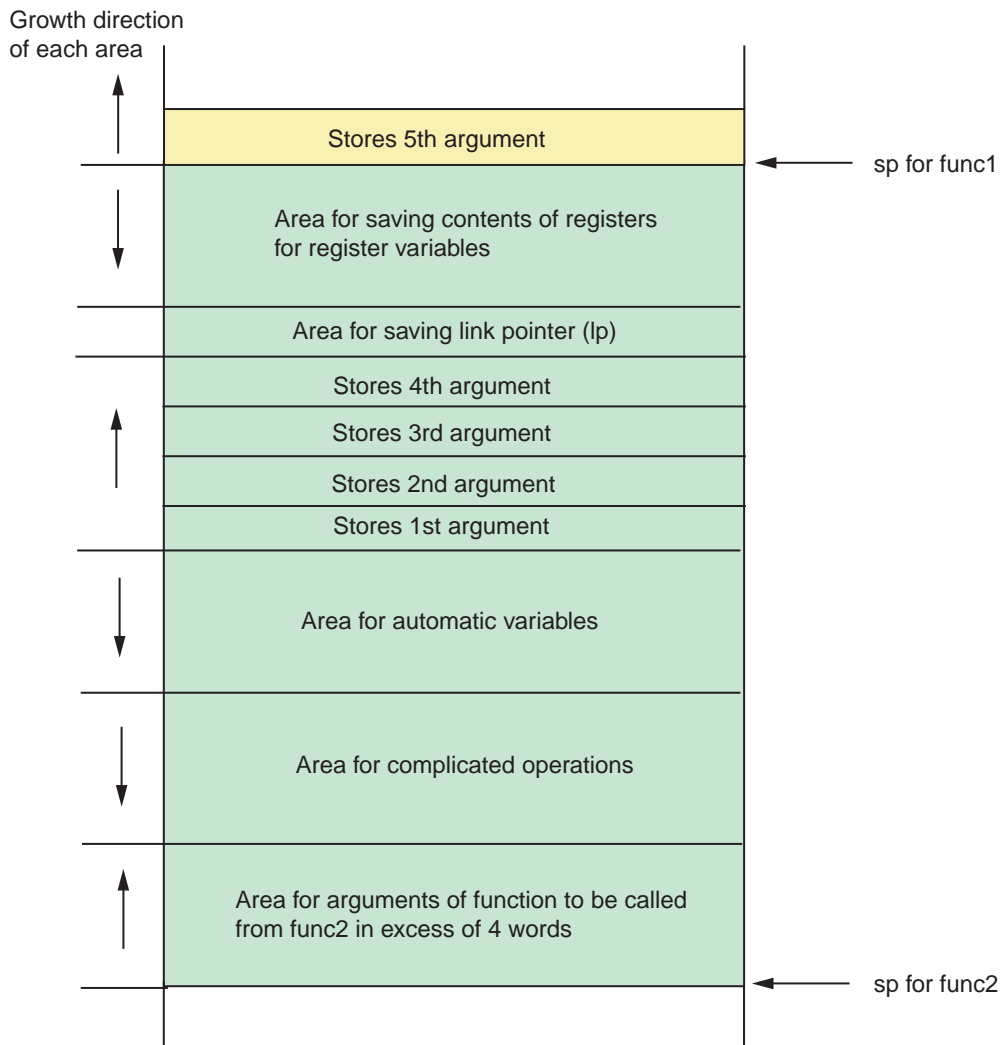 Growth direction
of each area
Stores 5th argument
sp for func1
Area for saving contents of registers
for register variables
Area for saving link pointer (lp)
Stores 4th argument
Stores 3rd argument
Stores 2nd argument
Stores 1st argument
Area for automatic variables
Area for complicated operations
Area for arguments of function to be called
from func2 in excess of 4 words
sp for func2